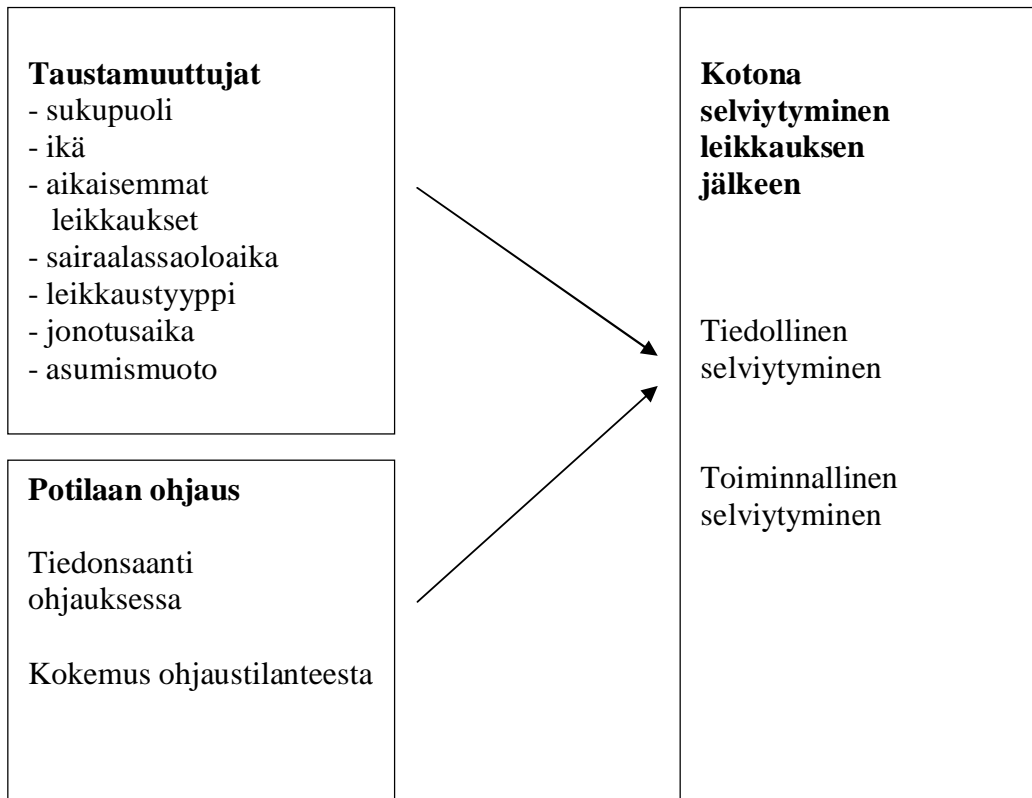 Taustamuuttujat
- sukupuoli
- ikä
- aikaisemmat
leikkaukset
- sairaalassaoloaika
- leikkaustyyppi
- jonotusaika
- asumismuoto
Potilaan ohjaus
Tiedonsaanti
ohjauksessa
Kokemus ohjaustilanteesta
Kotona
selviytyminen
leikkauksen
jälkeen
Tiedollinen
selviytyminen
Toiminnallinen
selviytyminen